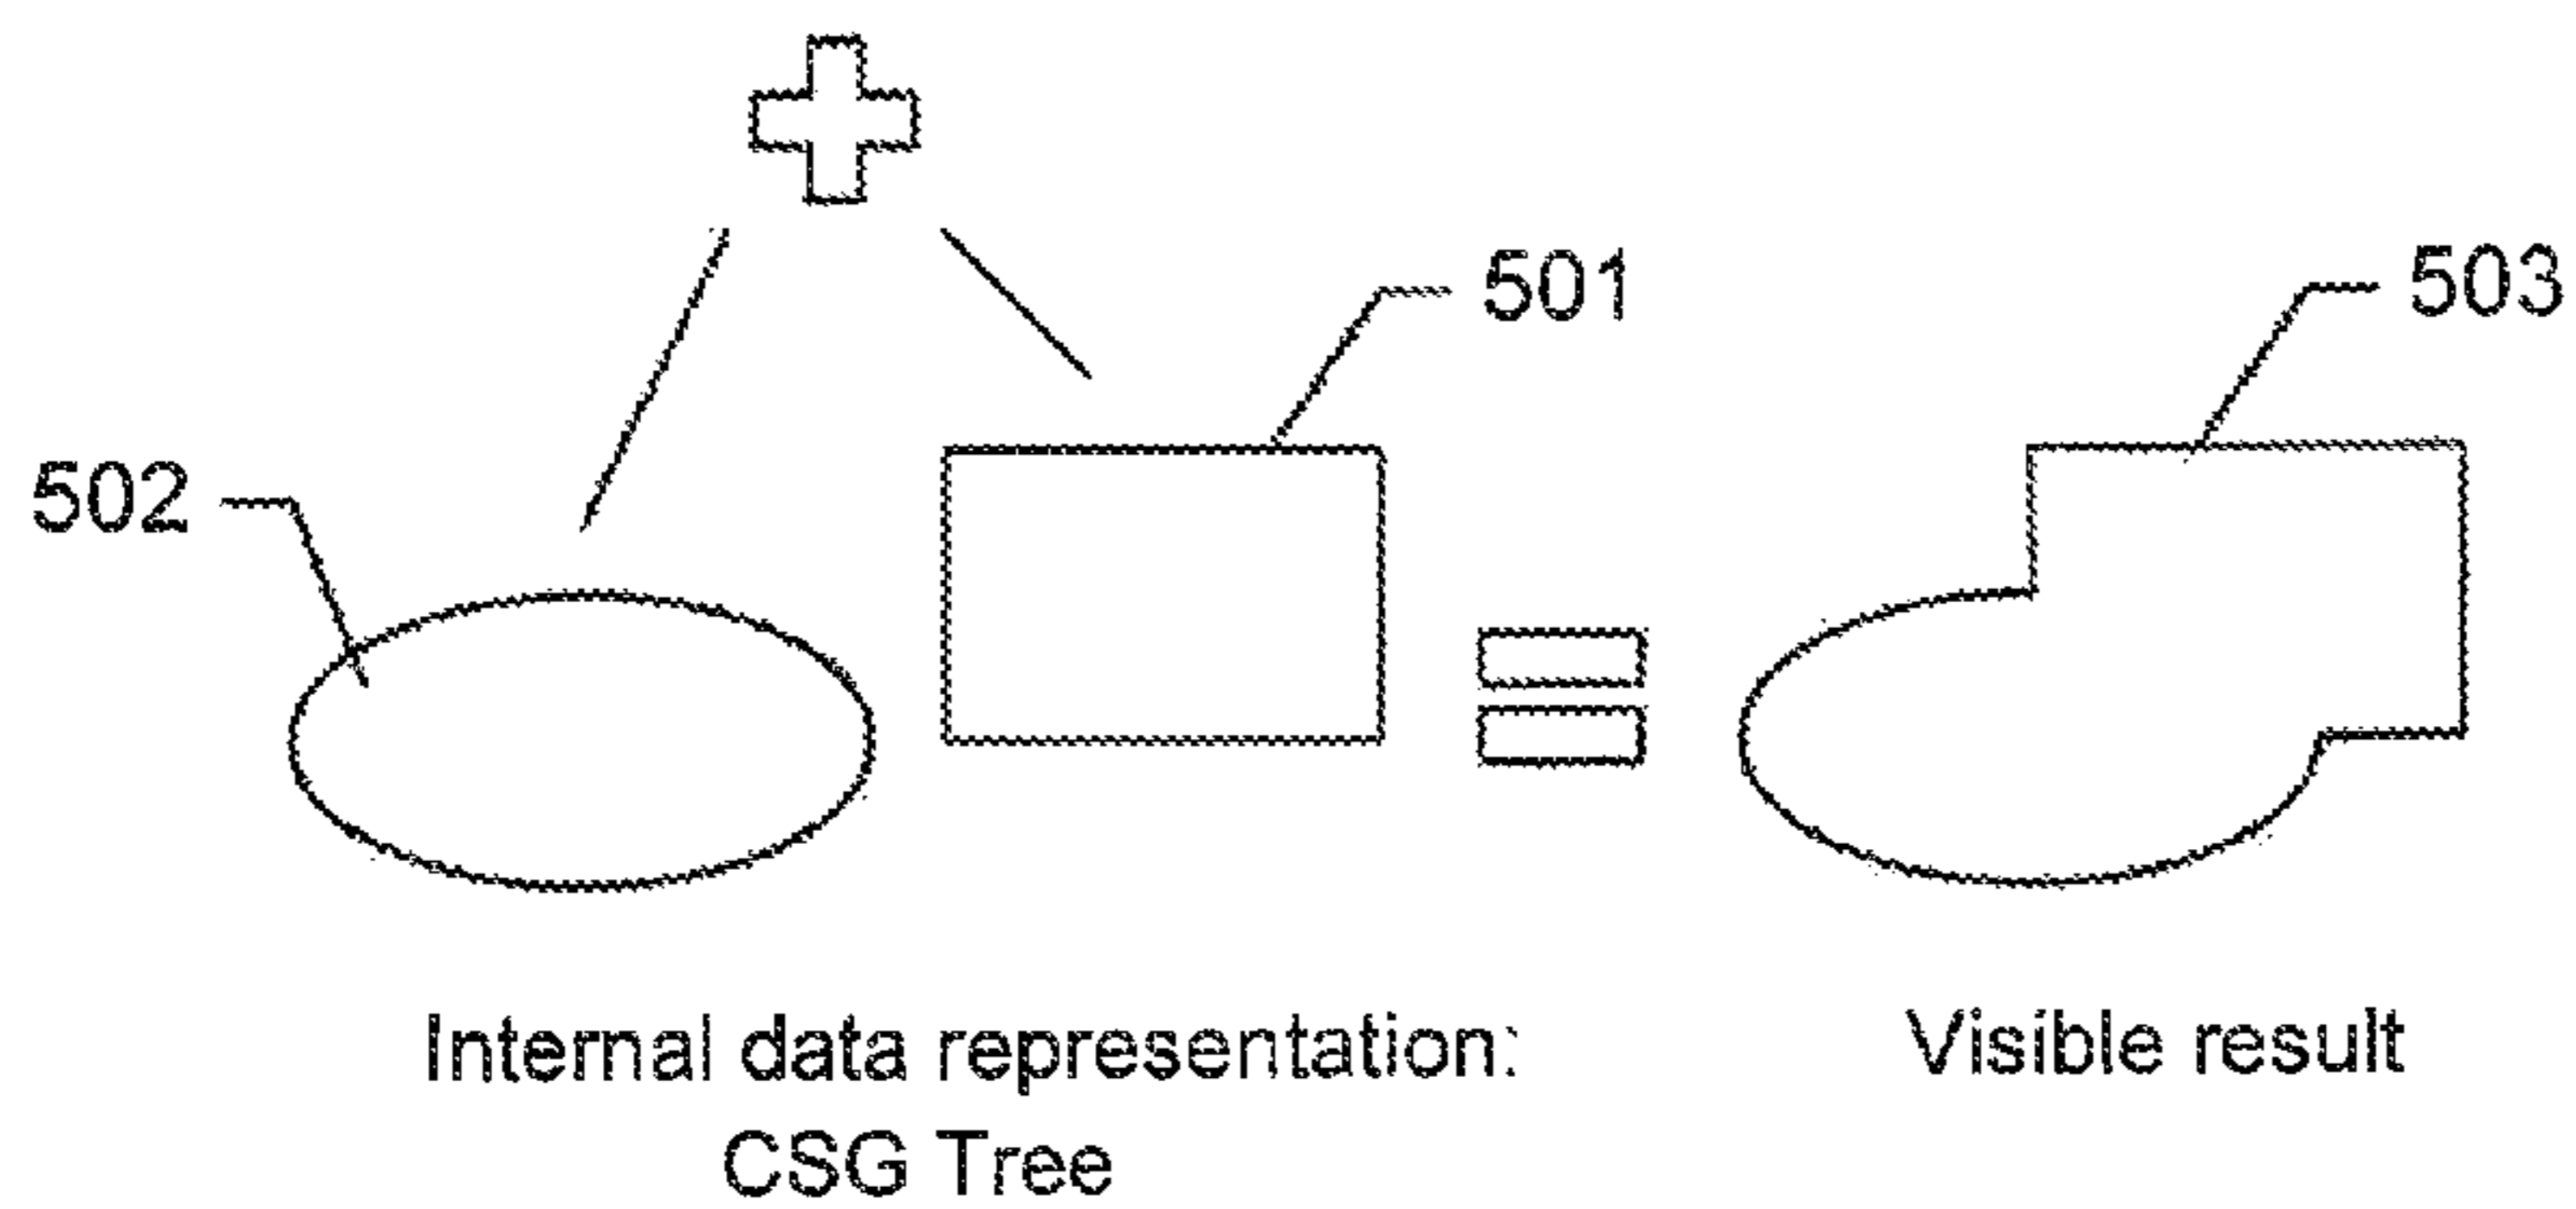 501
503
502
Internal data representation:
CSG Tree
Visible result